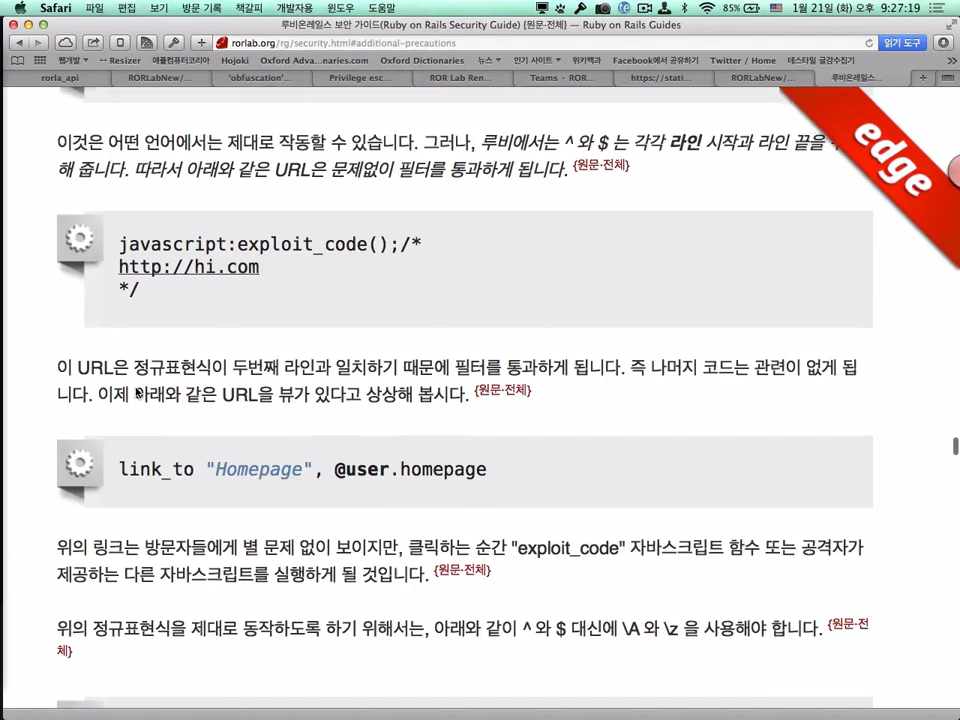 Safari 파일 편집 보기 방문 기록 책갈피 개발자용 윈도우 도움말 85% 1월 21일 (화) 오후 9:27:19
루비온레일스 보안 가이드(Ruby on Rails Security Guide) {원문-전체} — Ruby on Rails Guides
rorlab.org/rg/security.html#additional-precautions 읽기 도구
웹개발 ↔ Resizer 애플컴퓨터코리아 Hojoki Oxford Adva...naries.com Oxford Dictionaries 뉴스 인기 사이트 위키백과 Facebook에서 공유하기 Twitter / Home 테스타일 글감수집기
rorla_api RORLabNew/... 'obfuscation'... Privilege esc... ROR Lab Ren... Teams - ROR... https://stati... RORLabNew/... 루비온레일스...
이것은 어떤 언어에서는 제대로 작동할 수 있습니다. 그러나, 루비에서는 ^ 와 $ 는 각각 라인 시작과 라인 끝을
해 줍니다. 따라서 아래와 같은 URL은 문제없이 필터를 통과하게 됩니다. {원문·전체}
edge
javascript:exploit_code();/*
http://hi.com
*/
이 URL은 정규표현식이 두번째 라인과 일치하기 때문에 필터를 통과하게 됩니다. 즉 나머지 코드는 관련이 없게 됩
니다. 이제 아래와 같은 URL을 뷰가 있다고 상상해 봅시다. {원문·전체}
link_to "Homepage", @user.homepage
위의 링크는 방문자들에게 별 문제 없이 보이지만, 클릭하는 순간 "exploit_code" 자바스크립트 함수 또는 공격자가
제공하는 다른 자바스크립트를 실행하게 될 것입니다. {원문·전체}
위의 정규표현식을 제대로 동작하도록 하기 위해서는, 아래와 같이 ^ 와 $ 대신에 \A 와 \z 을 사용해야 합니다. {원문·전
체}